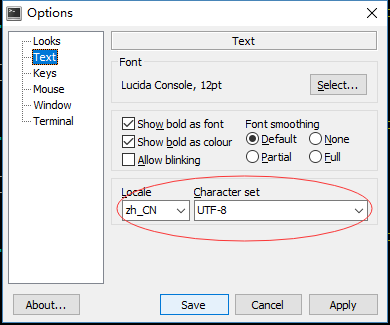 Options
Looks
Text
Keys
Mouse
Window
Terminal
Text
Font
Lucida Console, 12pt
Select...
Show bold as font
Show bold as colour
Allow blinking
Font smoothing
Default
None
Partial
Full
Locale
Character set
zh_CN
UTF-8
About...
Save
Cancel
Apply